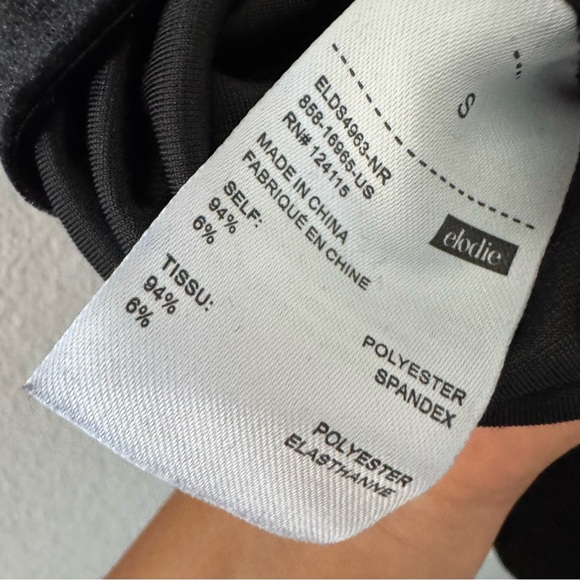 S
elodie
ELDS4963-NR
858-16965-US
RN# 124115
MADE IN CHINA
FABRIQUÉ EN CHINE
SELF:
94% POLYESTER
6% SPANDEX
TISSU:
94% POLYESTER
6% ELASTHANNE